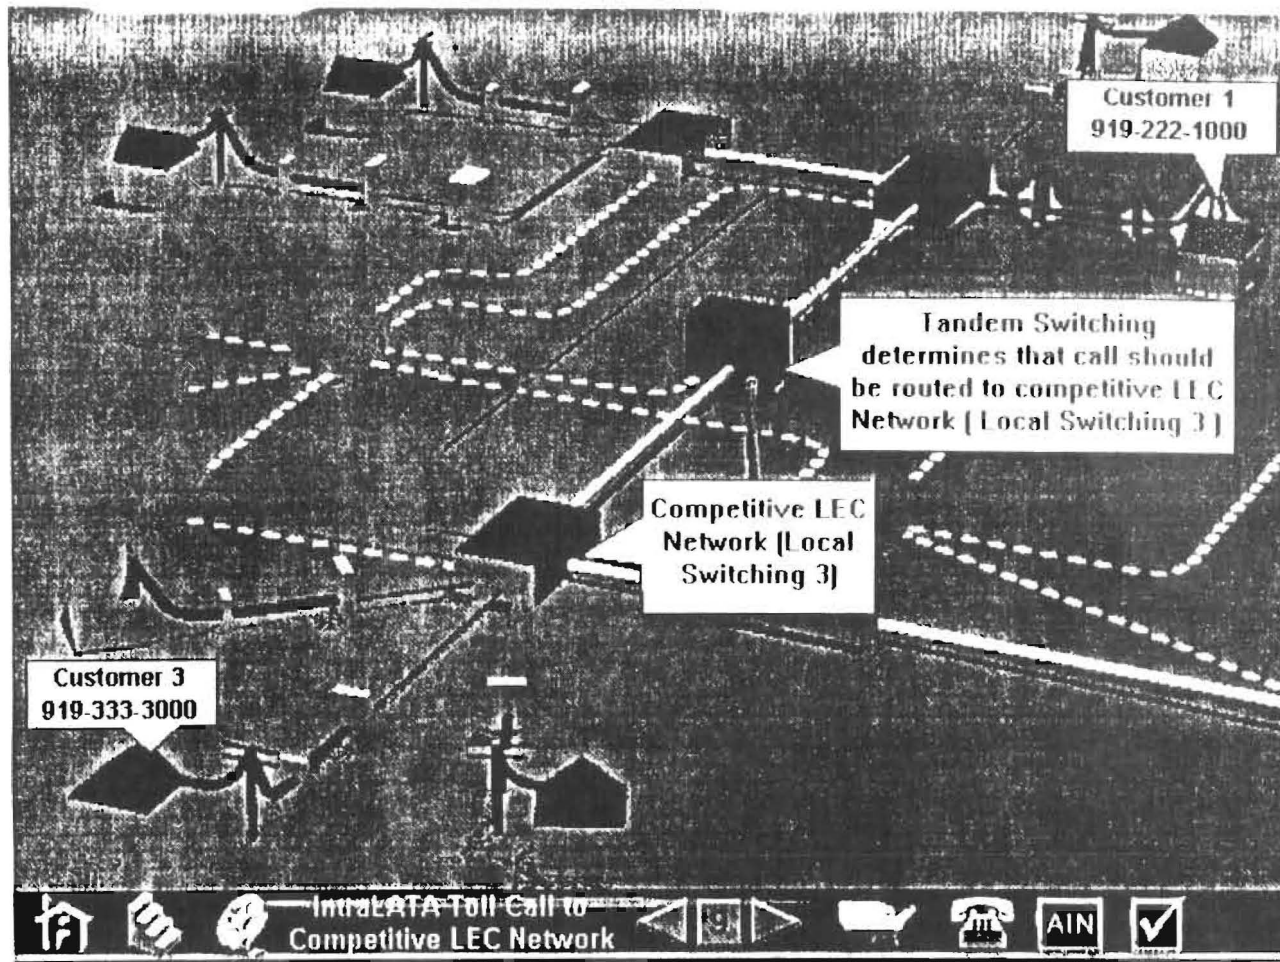 Customer 1
919-222-1000
Tandem Switching
determines that call should
be routed to competitive LEC
Network ( Local Switching 3 )
Competitive LEC
Network (Local
Switching 3)
Customer 3
919-333-3000
IntraLATA Toll Call to
Competitive LEC Network
AIN